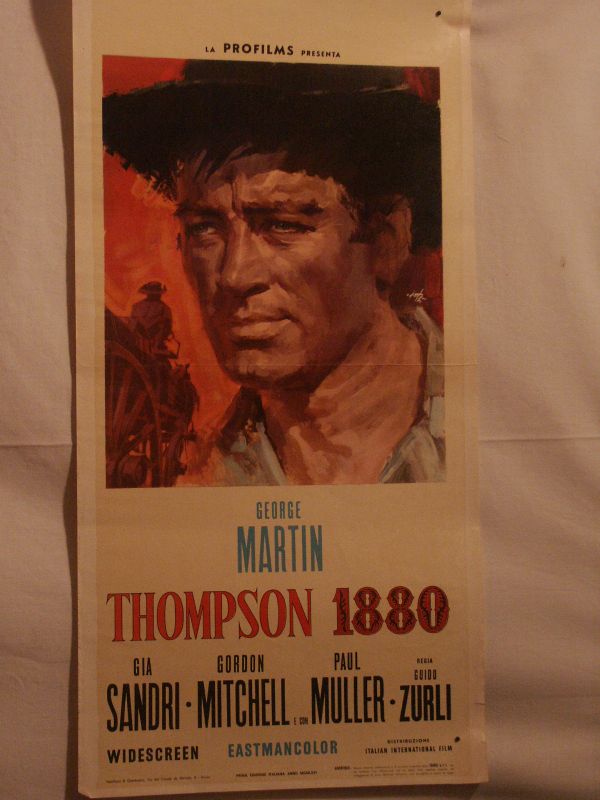 LA PROFILMS PRESENTA
GEORGE
MARTIN
THOMPSON 1880
GIA
SANDRI •
GORDON
MITCHELL
E CON
PAUL
MULLER •
REGIA
GUIDO
ZURLI
WIDESCREEN
EASTMANCOLOR
DISTRIBUZIONE
ITALIAN INTERNATIONAL FILM